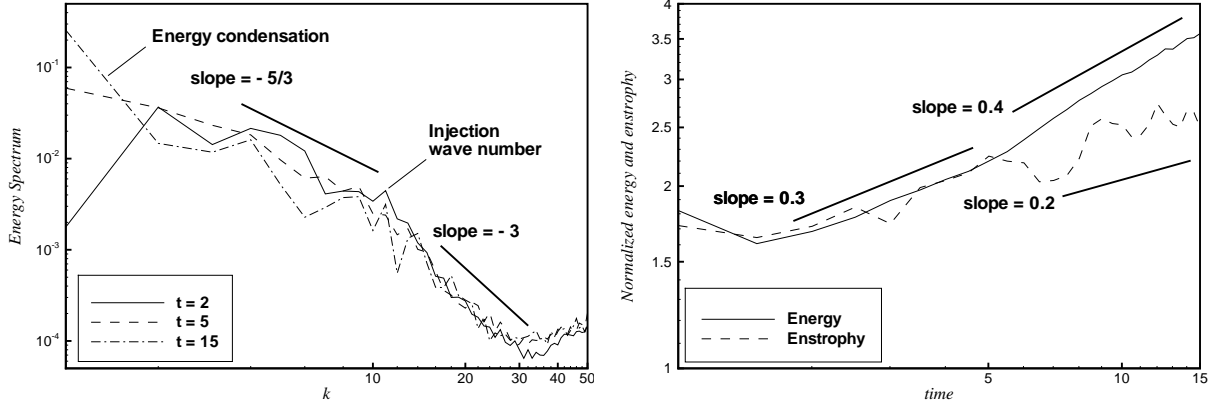 Energy condensation
slope = - 5/3
Injection
wave number
slope = - 3
t = 2
t = 5
t = 15
Energy Spectrum
10⁻¹
10⁻²
10⁻³
10⁻⁴
10
20
30
40
50
k
slope = 0.4
slope = 0.3
slope = 0.2
Energy
Enstrophy
Normalized energy and enstrophy
4
3.5
3
2.5
2
1.5
1
5
10
15
time